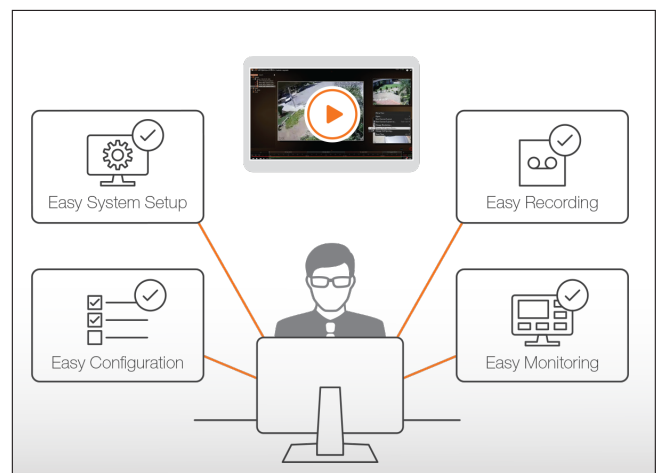 Easy System Setup
Easy Recording
Easy Configuration
Easy Monitoring